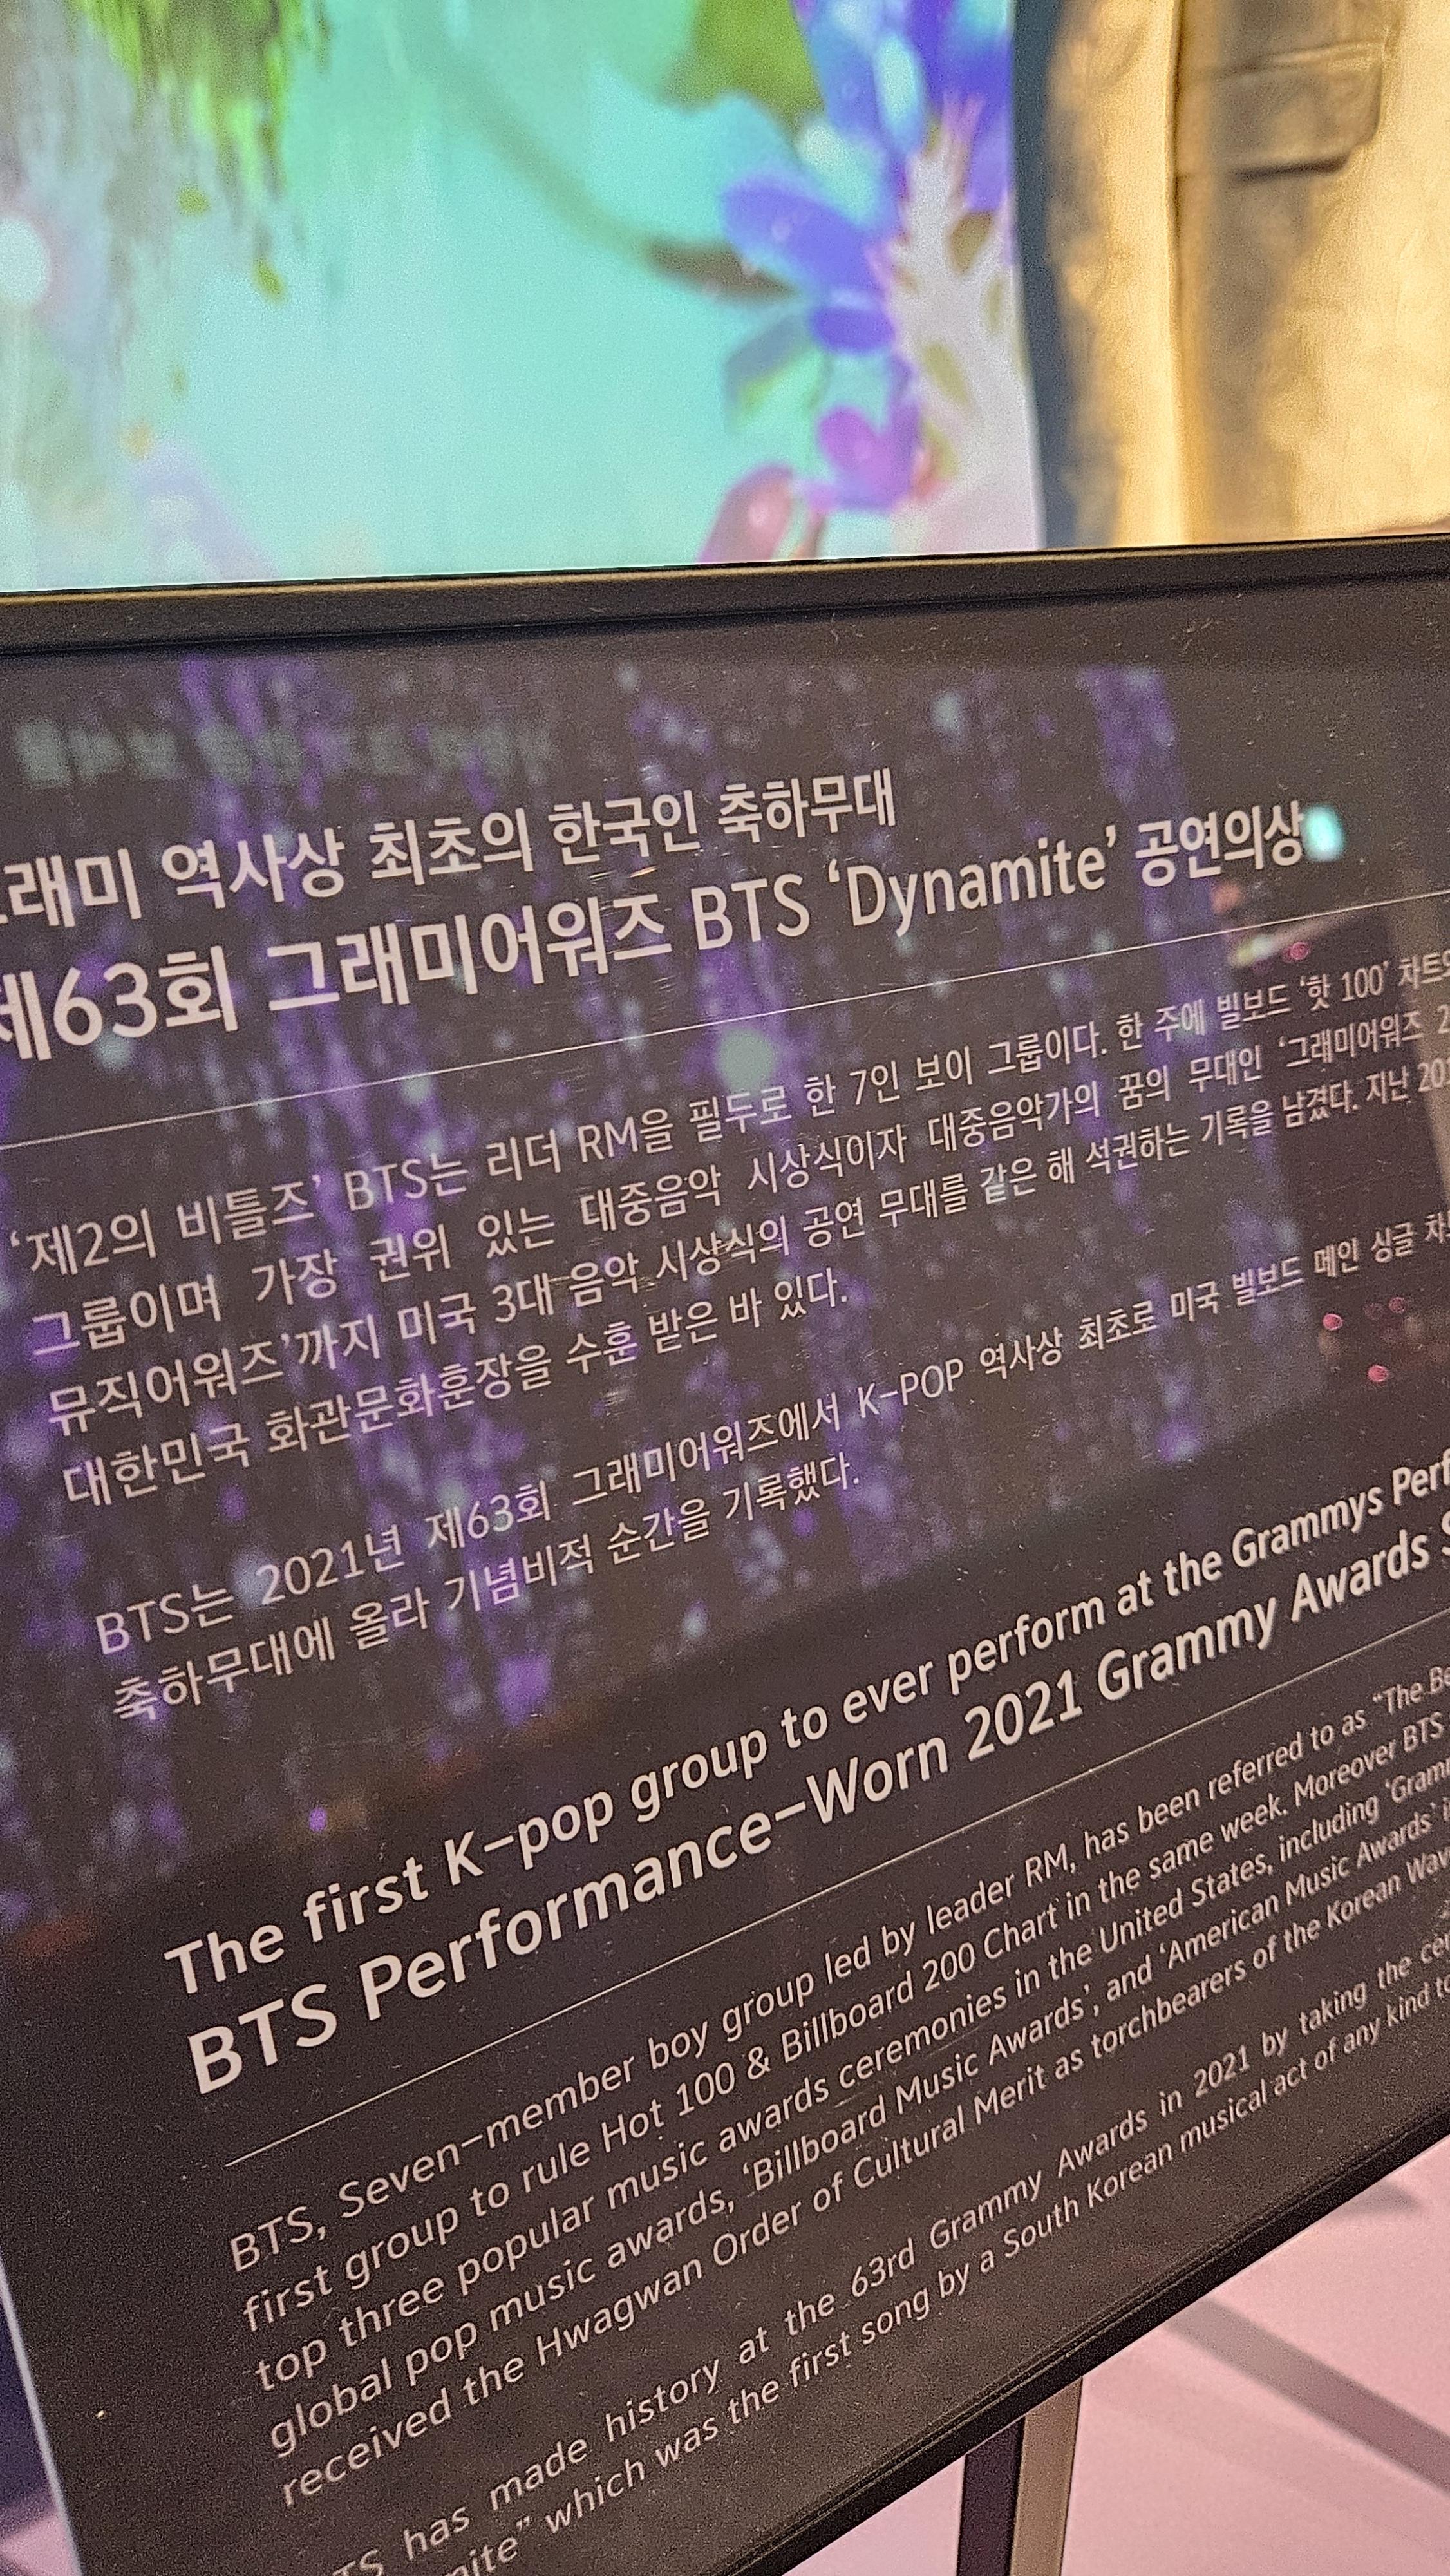 역사상 최초의 한국인 축하무대
제63회 그래미어워즈 BTS ‘Dynamite’ 공연의상
‘제2의 비틀즈’ BTS는 리더 RM을 필두로 한 7인 보이 그룹이다. 한 주에 빌보드 ‘핫 100’
그룹이며 가장 권위 있는 대중음악 시상식이자 대중음악가의 꿈의 무대인 ‘그래미어워즈
뮤직어워즈’까지 미국 3대 음악 시상식의 공연 무대를 같은 해 석권하는 기록을 남겼다. 지난
대한민국 화관문화훈장을 수훈 받은 바 있다.
BTS는 2021년 제63회 그래미어워즈에서 K-POP 역사상 최초로 미국 빌보드 메인 싱글
축하무대에 올라 기념비적 순간을 기록했다.
The first K-pop group to ever perform at the Grammys
BTS Performance-Worn 2021 Grammy Awards
BTS, Seven-member boy group led by leader RM, has been referred to as “The
first group to rule Hot 100 & Billboard 200 Chart in the same week. Moreover BTS
top three popular music awards ceremonies in the United States, including
global pop music awards, ‘Billboard Music Awards’, and ‘American Music Awards’
received the Hwagwan Order of Cultural Merit as torchbearers of the Korean
has made history at the 63rd Grammy Awards in 2021 by taking the
which was the first song by a South Korean musical act of any kind